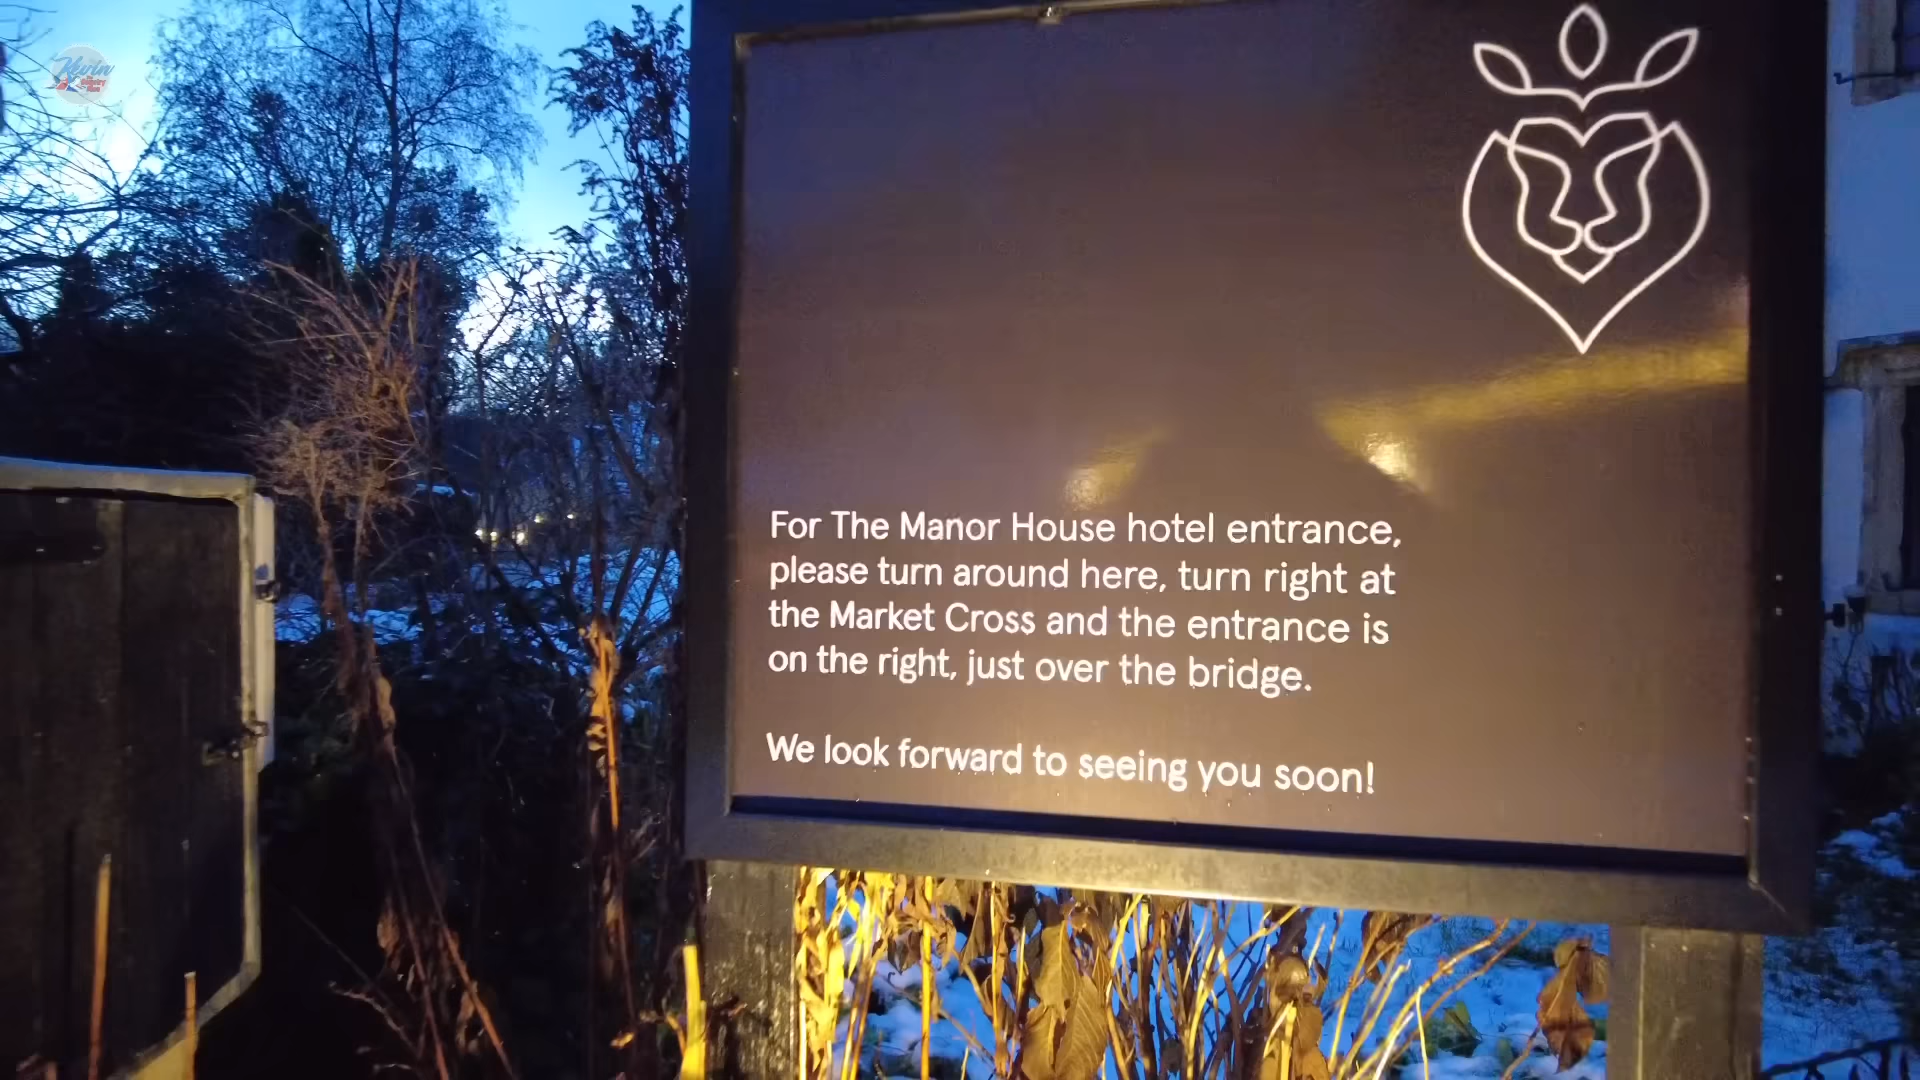 Kevin
For The Manor House hotel entrance,
please turn around here, turn right at
the Market Cross and the entrance is
on the right, just over the bridge.
We look forward to seeing you soon!